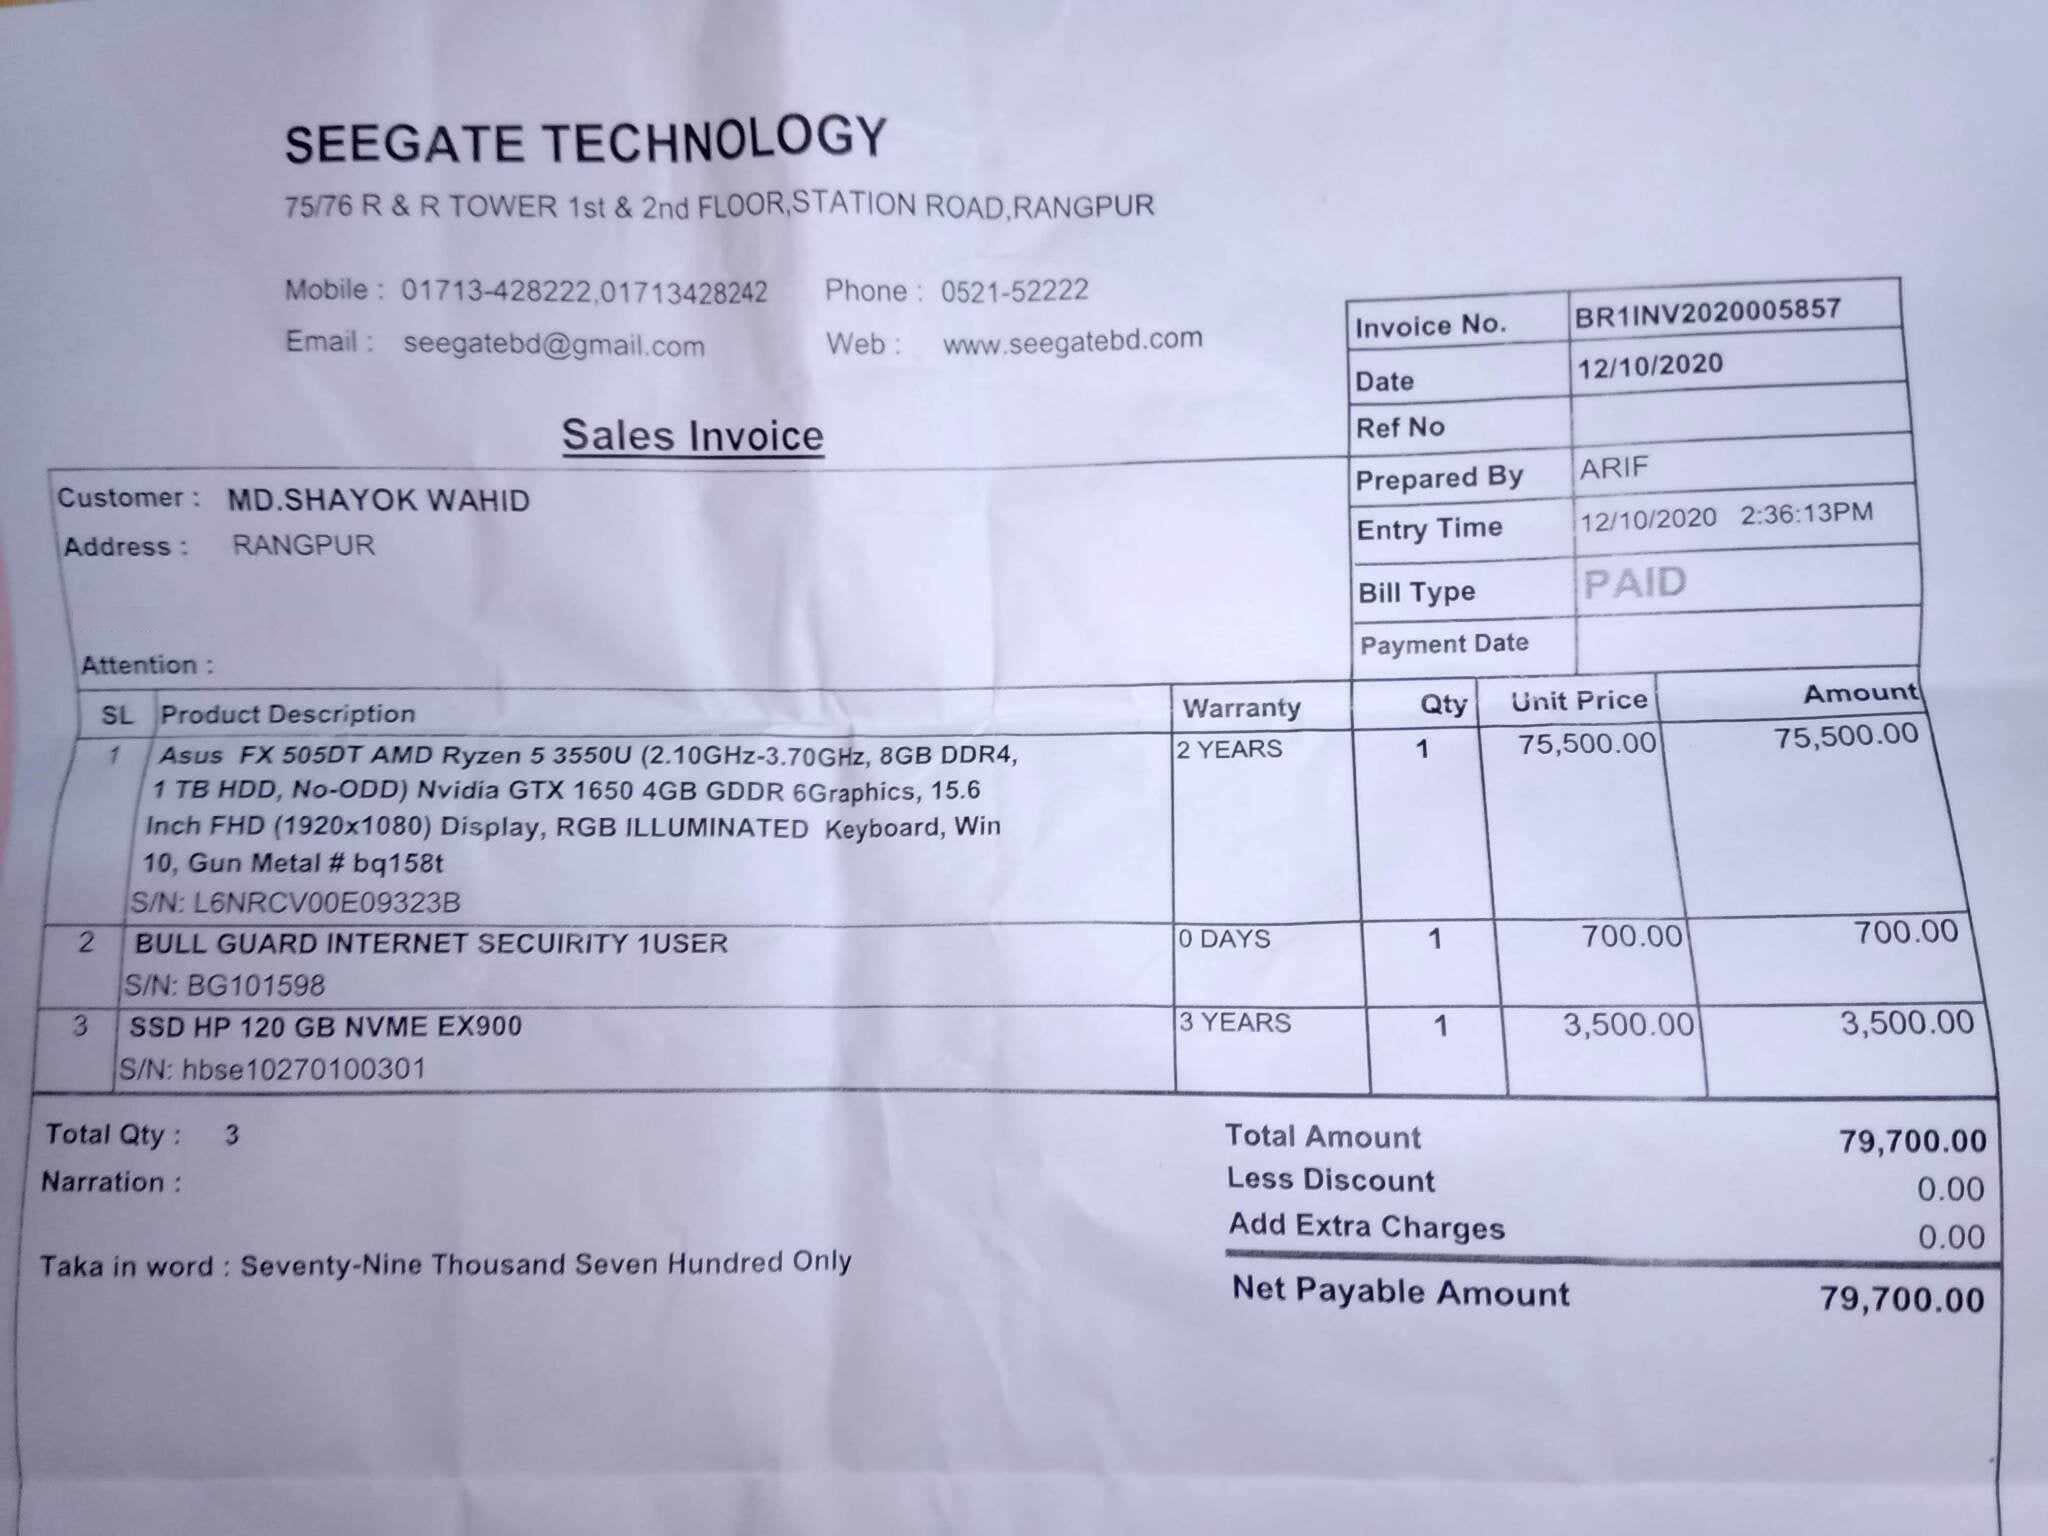 SEEGATE TECHNOLOGY
75/76 R & R TOWER 1st & 2nd FLOOR,STATION ROAD,RANGPUR
Mobile : 01713-428222,01713428242 Phone : 0521-52222
Email : seegatebd@gmail.com Web : www.seegatebd.com
Invoice No. BR1INV2020005857
Date 12/10/2020
Ref No
Prepared By ARIF
Entry Time 12/10/2020 2:36:13PM
Bill Type PAID
Payment Date
Sales Invoice
Customer : MD.SHAYOK WAHID
Address : RANGPUR
Attention :
SL Product Description Warranty Qty Unit Price Amount
1 Asus FX 505DT AMD Ryzen 5 3550U (2.10GHz-3.70GHz, 8GB DDR4, 2 YEARS 1 75,500.00 75,500.00
1 TB HDD, No-ODD) Nvidia GTX 1650 4GB GDDR 6Graphics, 15.6
Inch FHD (1920x1080) Display, RGB ILLUMINATED Keyboard, Win
10, Gun Metal # bq158t
S/N: L6NRCV00E09323B
2 BULL GUARD INTERNET SECUIRITY 1USER 0 DAYS 1 700.00 700.00
S/N: BG101598
3 SSD HP 120 GB NVME EX900 3 YEARS 1 3,500.00 3,500.00
S/N: hbse10270100301
Total Qty : 3 Total Amount 79,700.00
Narration : Less Discount 0.00
Add Extra Charges 0.00
Taka in word : Seventy-Nine Thousand Seven Hundred Only
Net Payable Amount 79,700.00